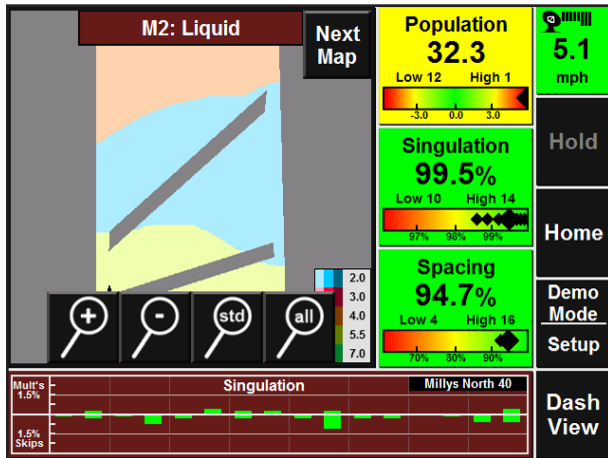 M2: Liquid
Next
Map
2.0
3.0
4.0
5.5
7.0
+
-
std
all
Population
32.3
Low 12 High 1
-3.0 0.0 3.0
Singulation
99.5%
Low 10 High 14
97% 98% 99%
Spacing
94.7%
Low 4 High 16
70% 80% 90%
5.1
mph
Hold
Home
Demo
Mode
Setup
Dash
View
Singulation
Millys North 40
Mult's
1.5%
1.5%
Skips